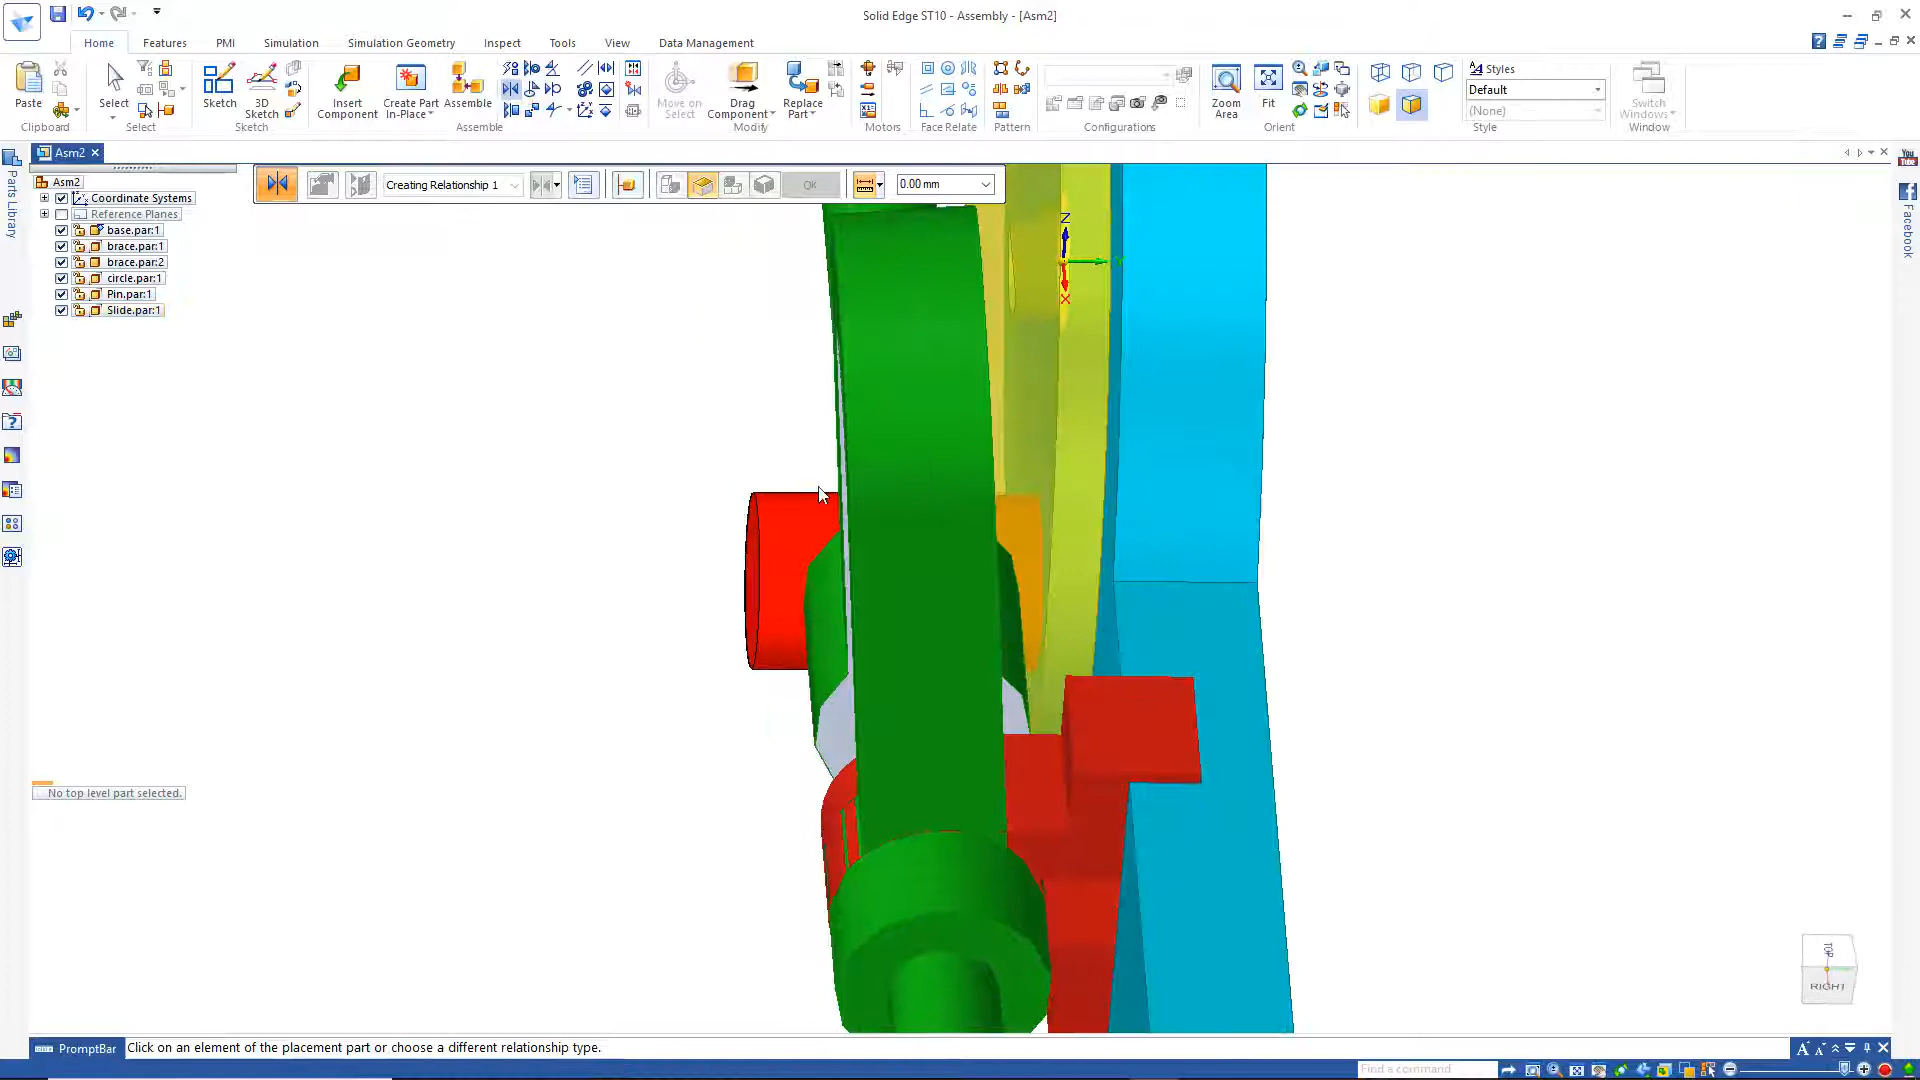 Solid Edge ST10 - Assembly - [Asm2]
Home Features PMI Simulation Simulation Geometry Inspect Tools View Data Management
Paste
Clipboard
Select
Select
Sketch
3D Sketch
Sketch
Insert Component
Create Part In-Place
Assemble
Assemble
Move on Select
Drag Component
Replace Part
Modify
Motors
Face Relate
Pattern
Configurations
Zoom Area
Fit
Orient
Styles
Default
(None)
Style
Switch Windows
Window
Asm2
Creating Relationship 1
OK
0.00 mm
Parts Library
Asm2
Coordinate Systems
Reference Planes
base.par:1
brace.par:1
brace.par:2
circle.par:1
Pin.par:1
Slide.par:1
No top level part selected.
Z
Y
X
You Tube
Facebook
TOP
RIGHT
PromptBar Click on an element of the placement part or choose a different relationship type.
Find a command